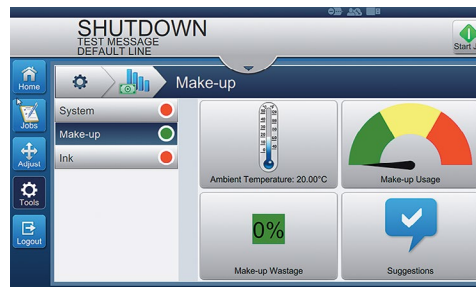 SHUTDOWN
TEST MESSAGE
DEFAULT LINE
Start J
Home
Make-up
System
Jobs
Make-up
Ink
Adjust
Ambient Temperature: 20.00°C
Make-up Usage
Tools
0%
Logout
Make-up Wastage
Suggestions